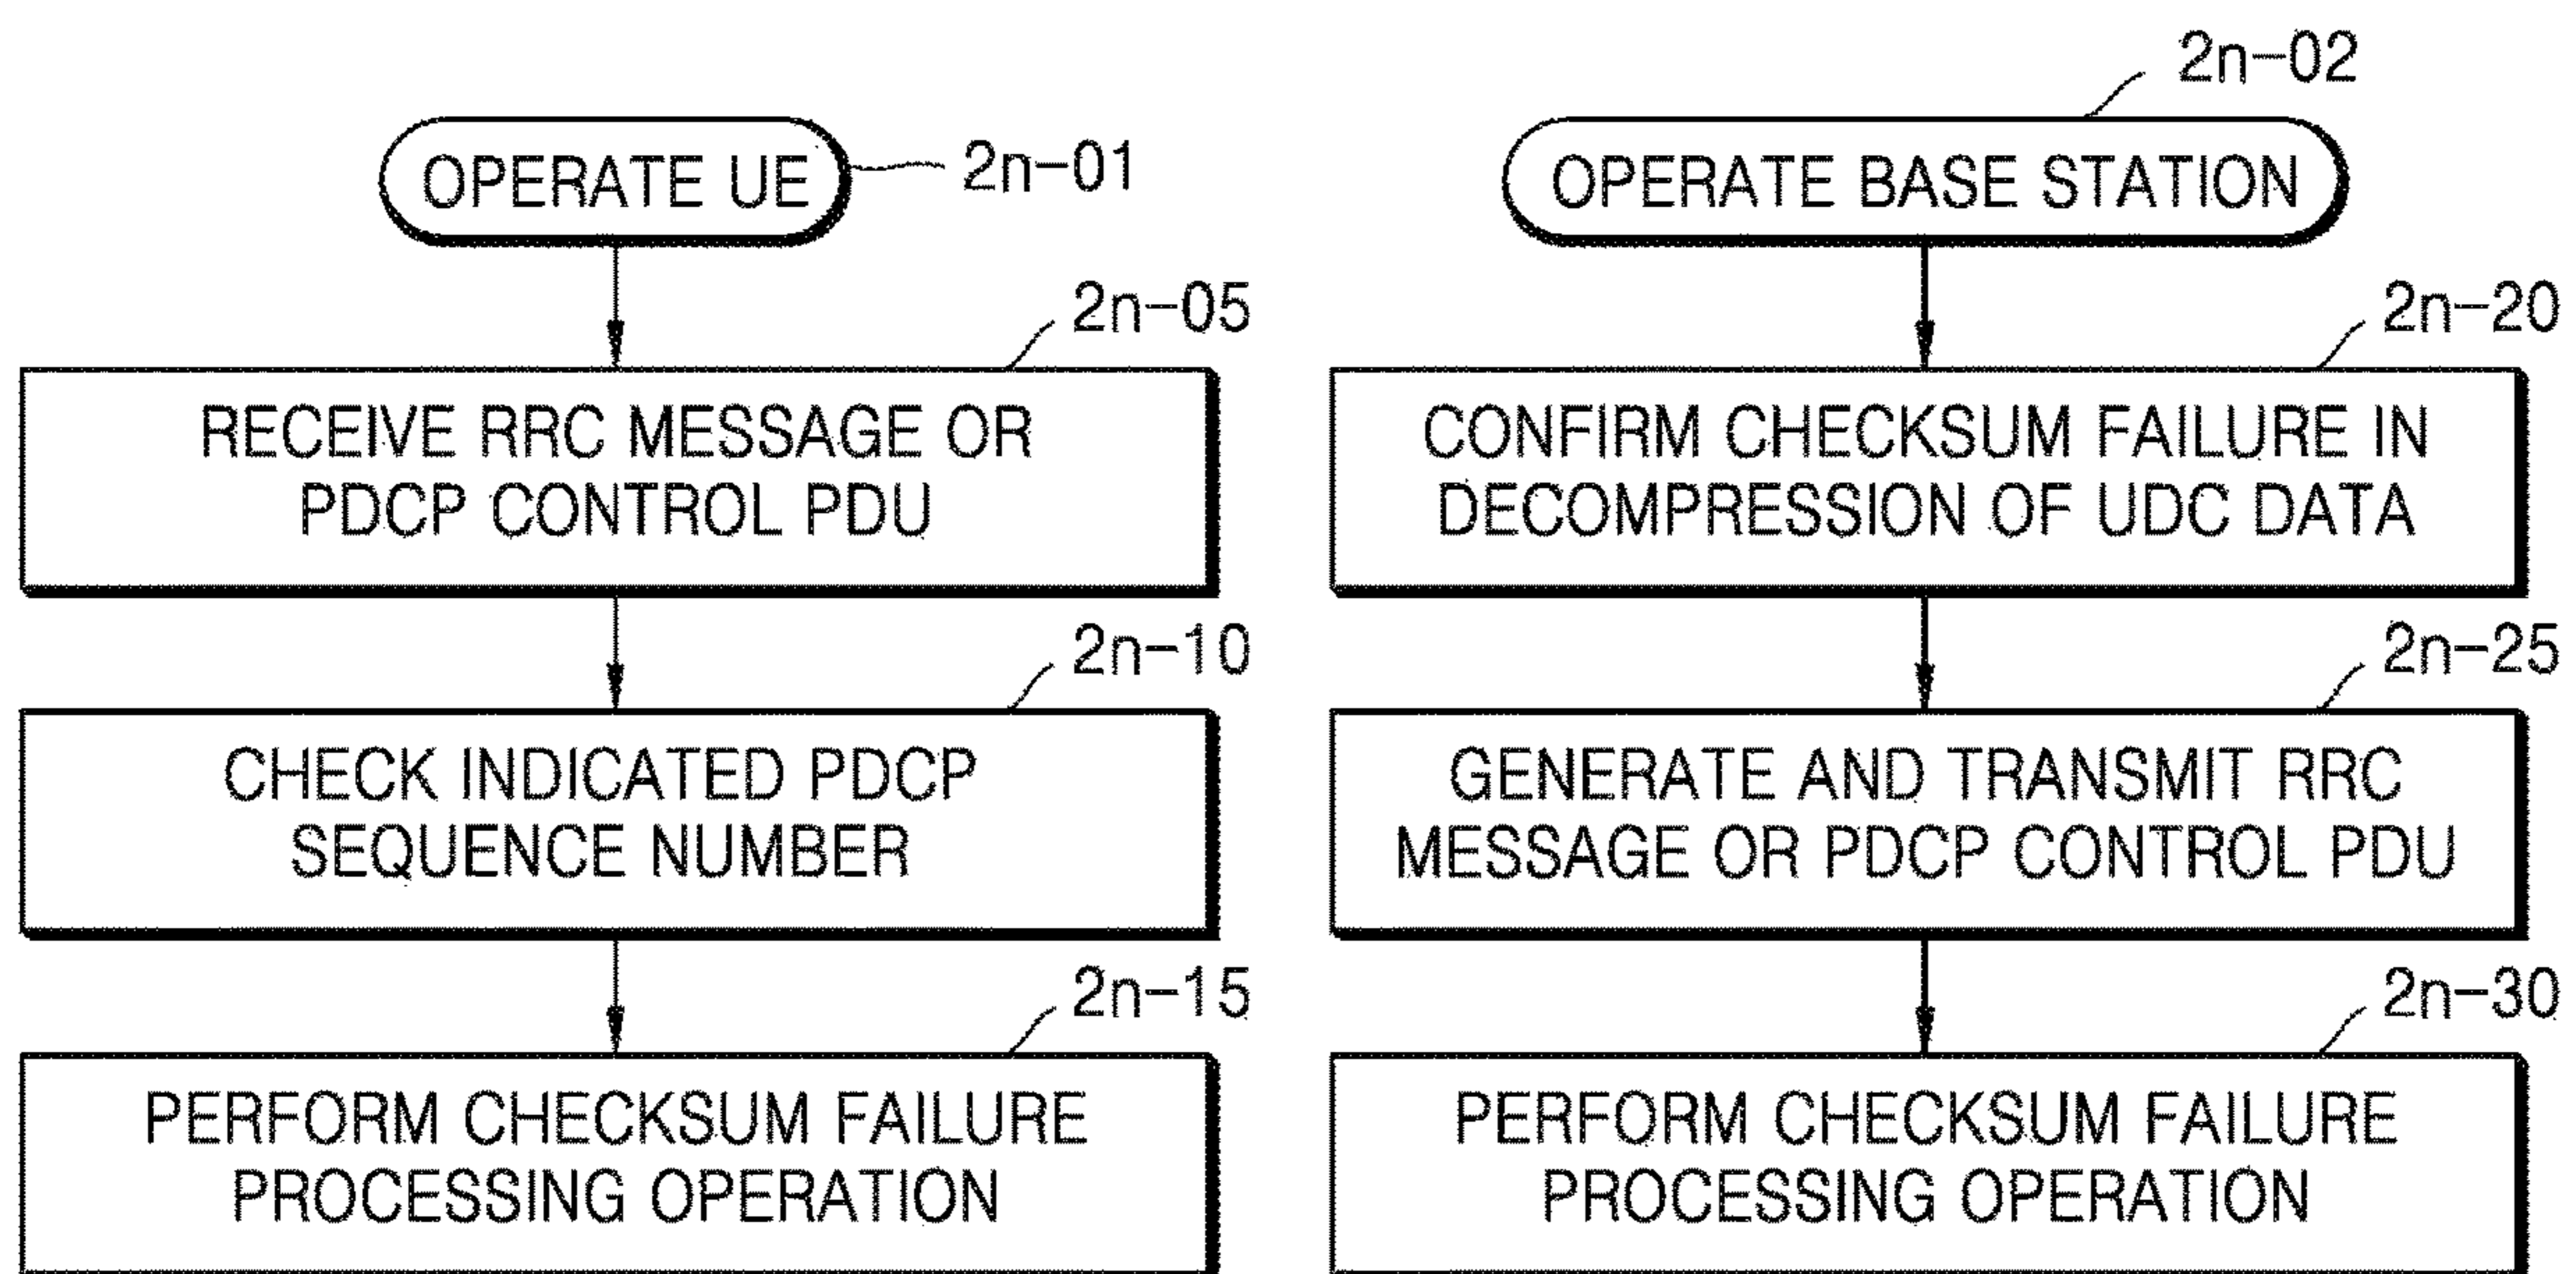 OPERATE UE
2n-01
2n-05
RECEIVE RRC MESSAGE OR
PDCP CONTROL PDU
2n-10
CHECK INDICATED PDCP
SEQUENCE NUMBER
2n-15
PERFORM CHECKSUM FAILURE
PROCESSING OPERATION
2n-02
OPERATE BASE STATION
2n-20
CONFIRM CHECKSUM FAILURE IN
DECOMPRESSION OF UDC DATA
2n-25
GENERATE AND TRANSMIT RRC
MESSAGE OR PDCP CONTROL PDU
2n-30
PERFORM CHECKSUM FAILURE
PROCESSING OPERATION